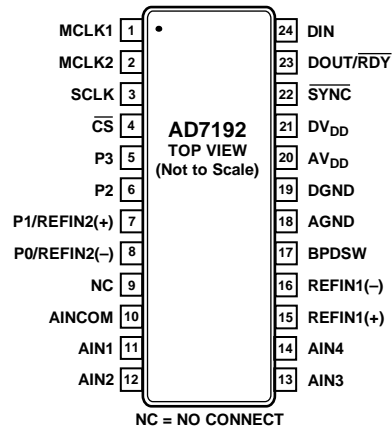 MCLK1 1
MCLK2 2
SCLK 3
C̅S̅ 4
P3 5
P2 6
P1/REFIN2(+) 7
P0/REFIN2(–) 8
NC 9
AINCOM 10
AIN1 11
AIN2 12
AD7192
TOP VIEW
(Not to Scale)
24 DIN
23 DOUT/R̅D̅Y̅
22 S̅Y̅N̅C̅
21 DVDD
20 AVDD
19 DGND
18 AGND
17 BPDSW
16 REFIN1(–)
15 REFIN1(+)
14 AIN4
13 AIN3
NC = NO CONNECT